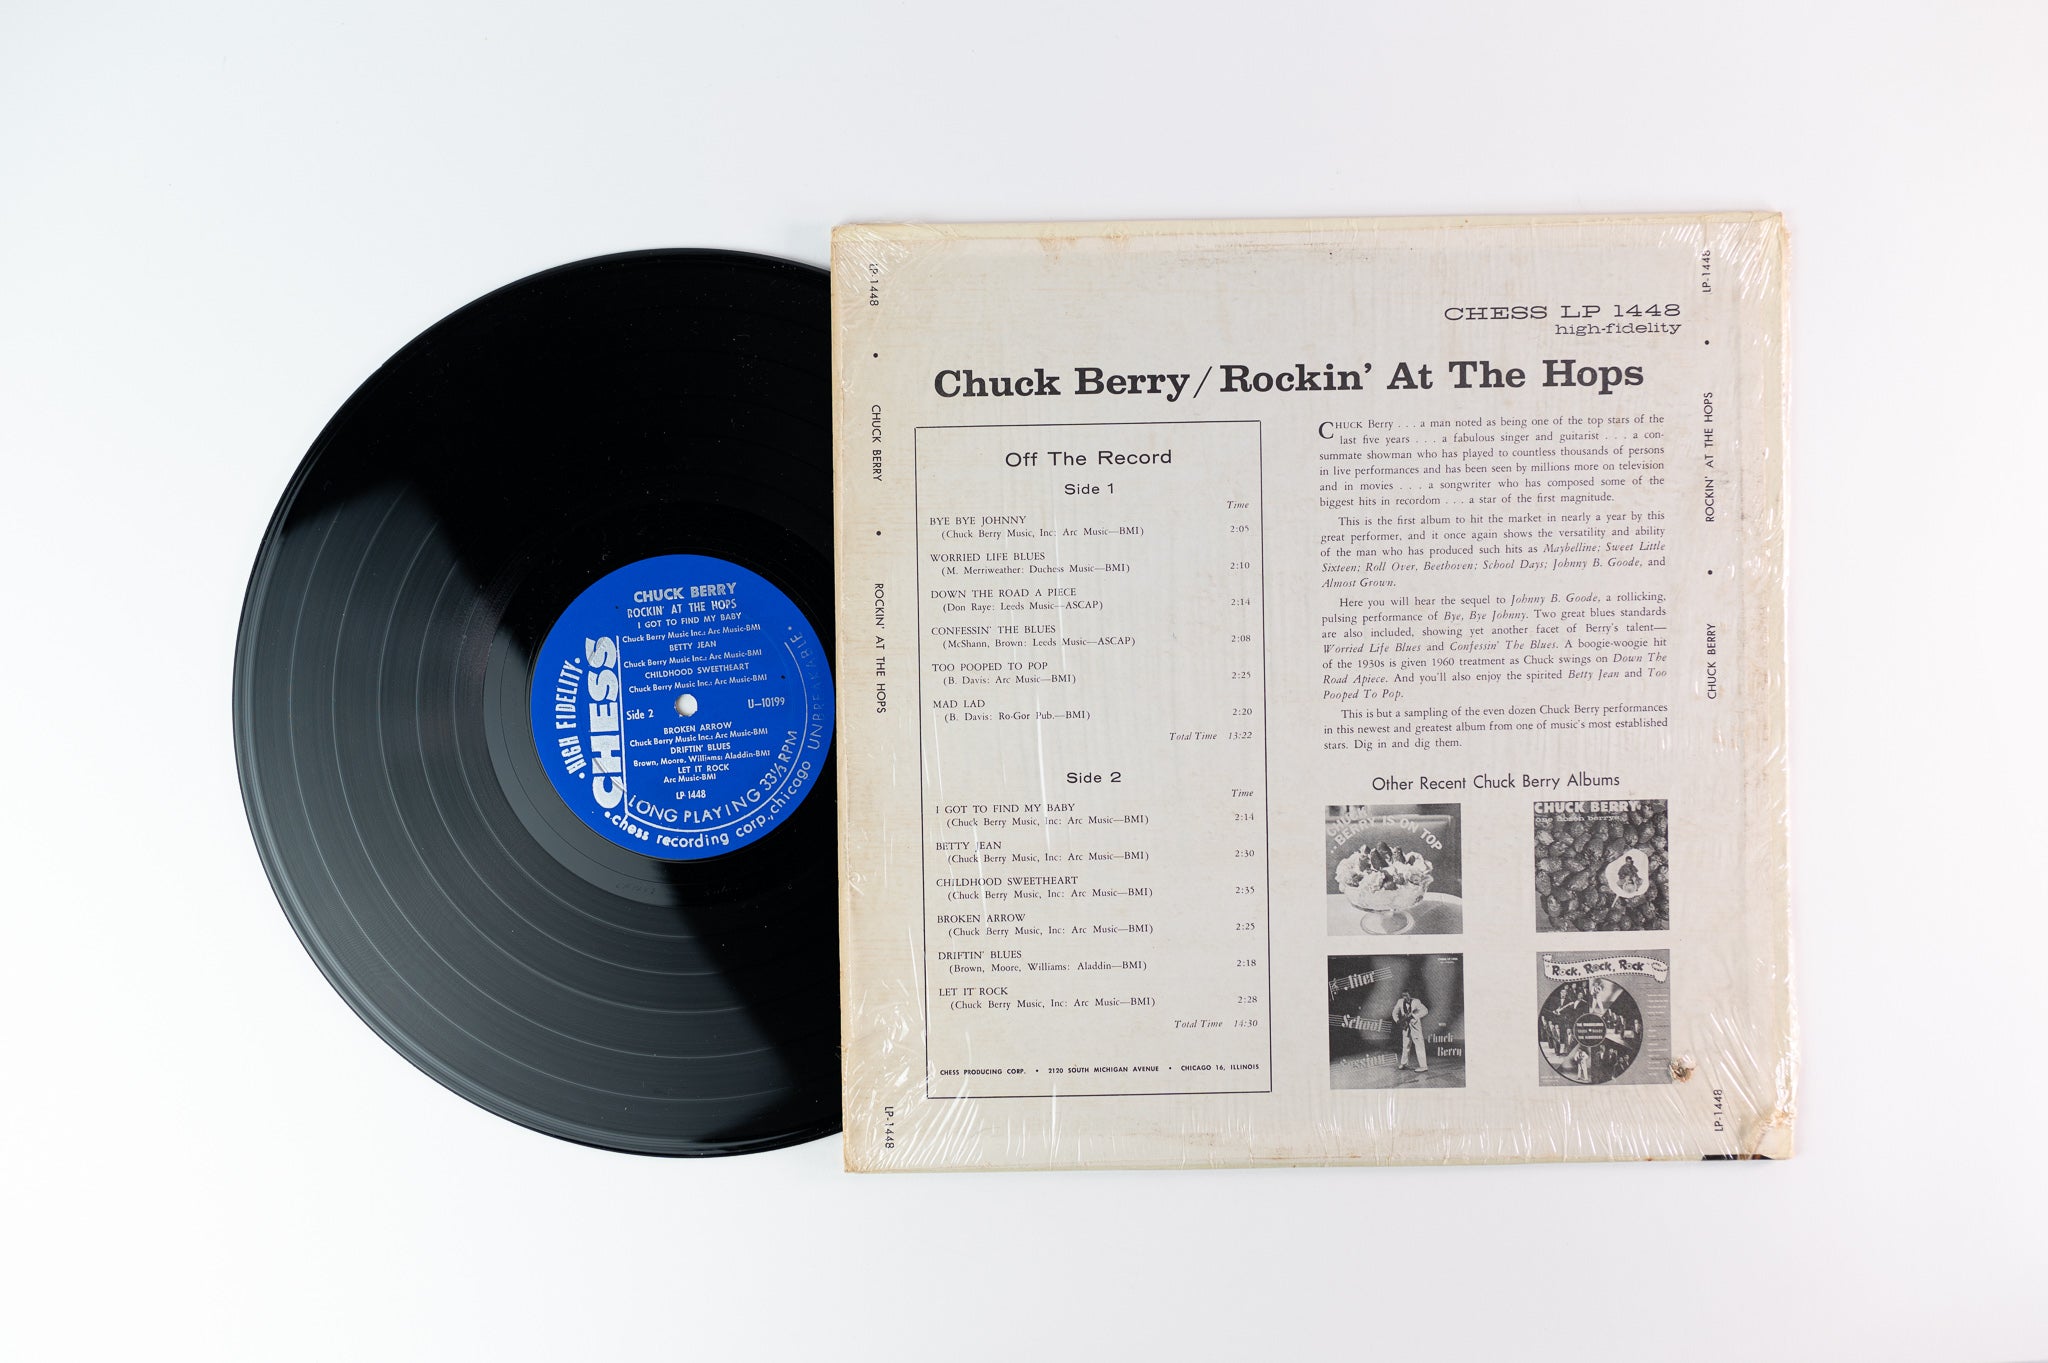 CHUCK BERRY
ROCKIN' AT THE HOPS
I GOT TO FIND MY BABY
Chuck Berry Music Inc.: Arc Music-BMI
BETTY JEAN
Chuck Berry Music Inc.: Arc Music-BMI
CHILDHOOD SWEETHEART
Chuck Berry Music Inc.: Arc Music-BMI
Side 2
U-10199
BROKEN ARROW
Chuck Berry Music Inc.: Arc Music-BMI
DRIFTIN' BLUES
Brown, Moore, Williams: Aladdin-BMI
LET IT ROCK
Arc Music-BMI
LP 1448
• HIGH FIDELITY •
CHESS
LONG PLAYING 33⅓ RPM
UNBREAKABLE •
• chess recording corp., chicago
LP-1448 • CHUCK BERRY • ROCKIN' AT THE HOPS LP-1448
CHESS LP 1448
high-fidelity
Chuck Berry/Rockin' At The Hops
Off The Record
Side 1
Time
BYE BYE JOHNNY
(Chuck Berry Music, Inc: Arc Music—BMI) 2:05
WORRIED LIFE BLUES
(M. Merriweather: Duchess Music—BMI) 2:10
DOWN THE ROAD A PIECE
(Don Raye: Leeds Music—ASCAP) 2:14
CONFESSIN' THE BLUES
(McShann, Brown: Leeds Music—ASCAP) 2:08
TOO POOPED TO POP
(B. Davis: Arc Music—BMI) 2:25
MAD LAD
(B. Davis: Ro-Gor Pub.—BMI) 2:20
Total Time 13:22
Side 2
Time
I GOT TO FIND MY BABY
(Chuck Berry Music, Inc: Arc Music—BMI) 2:14
BETTY JEAN
(Chuck Berry Music, Inc: Arc Music—BMI) 2:30
CHILDHOOD SWEETHEART
(Chuck Berry Music, Inc: Arc Music—BMI) 2:35
BROKEN ARROW
(Chuck Berry Music, Inc: Arc Music—BMI) 2:25
DRIFTIN' BLUES
(Brown, Moore, Williams: Aladdin—BMI) 2:18
LET IT ROCK
(Chuck Berry Music, Inc: Arc Music—BMI) 2:28
Total Time 14:30
CHESS PRODUCING CORP. • 2120 SOUTH MICHIGAN AVENUE • CHICAGO 16, ILLINOIS
CHUCK Berry . . . a man noted as being one of the top stars of the
last five years . . . a fabulous singer and guitarist . . . a con-
summate showman who has played to countless thousands of persons
in live performances and has been seen by millions more on television
and in movies . . . a songwriter who has composed some of the
biggest hits in recordom . . . a star of the first magnitude.
This is the first album to hit the market in nearly a year by this
great performer, and it once again shows the versatility and ability
of the man who has produced such hits as Maybelline; Sweet Little
Sixteen; Roll Over, Beethoven; School Days; Johnny B. Goode, and
Almost Grown.
Here you will hear the sequel to Johnny B. Goode, a rollicking,
pulsing performance of Bye, Bye Johnny. Two great blues standards
are also included, showing yet another facet of Berry's talent—
Worried Life Blues and Confessin' The Blues. A boogie-woogie hit
of the 1930s is given 1960 treatment as Chuck swings on Down The
Road Apiece. And you'll also enjoy the spirited Betty Jean and Too
Pooped To Pop.
This is but a sampling of the even dozen Chuck Berry performances
in this newest and greatest album from one of music's most established
stars. Dig in and dig them.
Other Recent Chuck Berry Albums
CHUCK
BERRY IS ON TOP
CHUCK BERRY
one dozen berrys
After
School
Session
WITH
Chuck
Berry
Rock, Rock, Rock
LP-1448 • ROCKIN' AT THE HOPS • CHUCK BERRY LP-1448